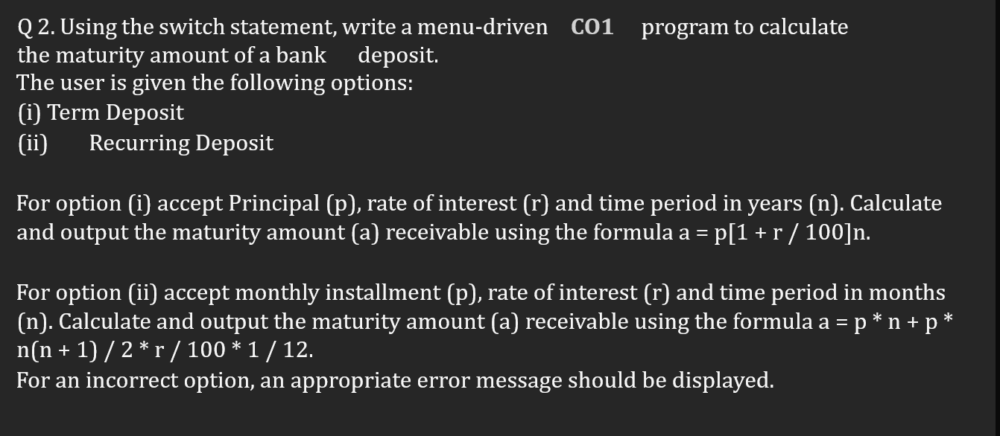 Q 2. Using the switch statement, write a menu-driven CO1 program to calculate
the maturity amount of a bank deposit.
The user is given the following options:
(i) Term Deposit
(ii) Recurring Deposit
For option (i) accept Principal (p), rate of interest (r) and time period in years (n). Calculate
and output the maturity amount (a) receivable using the formula a = p[1 + r / 100]n.
For option (ii) accept monthly installment (p), rate of interest (r) and time period in months
(n). Calculate and output the maturity amount (a) receivable using the formula a = p * n + p *
n(n + 1) / 2 * r / 100 * 1 / 12.
For an incorrect option, an appropriate error message should be displayed.